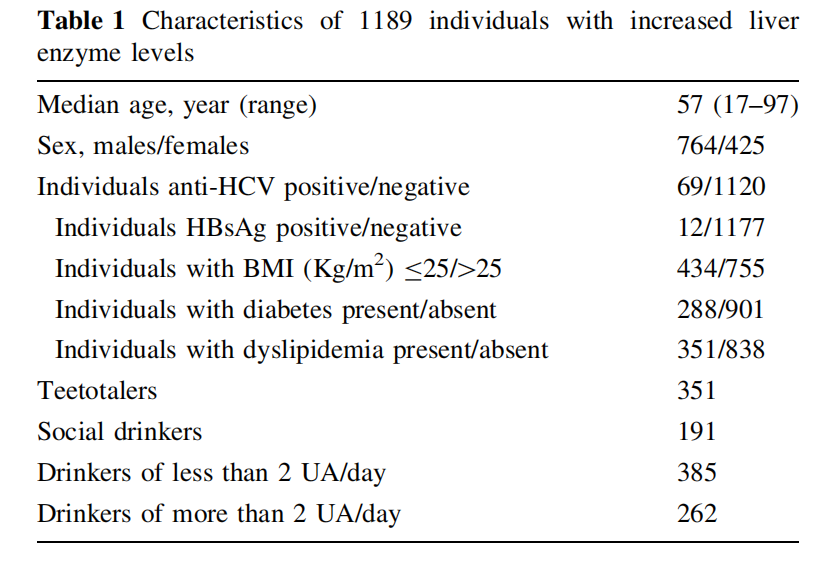 Table 1 Characteristics of 1189 individuals with increased liver
enzyme levels
Median age, year (range) 57 (17–97)
Sex, males/females 764/425
Individuals anti-HCV positive/negative 69/1120
Individuals HBsAg positive/negative 12/1177
Individuals with BMI (Kg/m²) ≤25/>25 434/755
Individuals with diabetes present/absent 288/901
Individuals with dyslipidemia present/absent 351/838
Teetotalers 351
Social drinkers 191
Drinkers of less than 2 UA/day 385
Drinkers of more than 2 UA/day 262